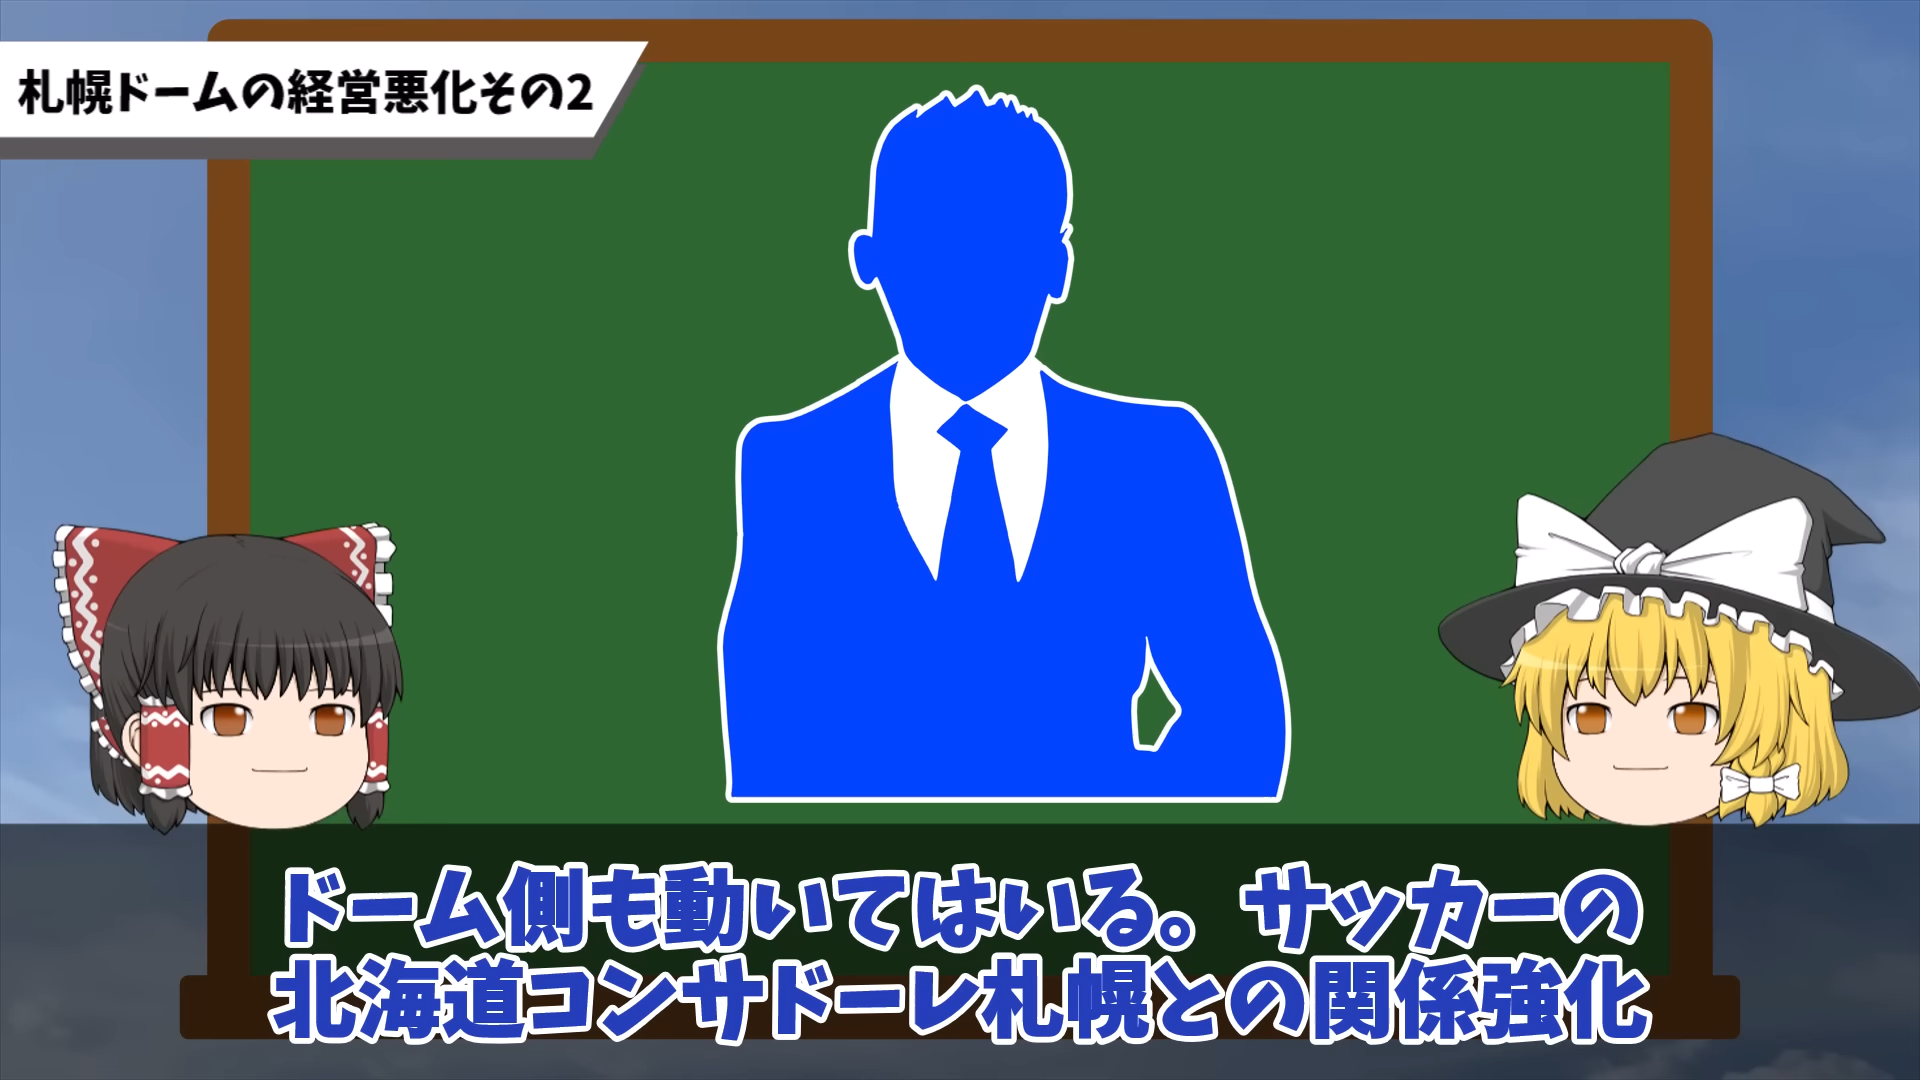 札幌ドームの経営悪化その2
ドーム側も動いてはいる。サッカーの
北海道コンサドーレ札幌との関係強化